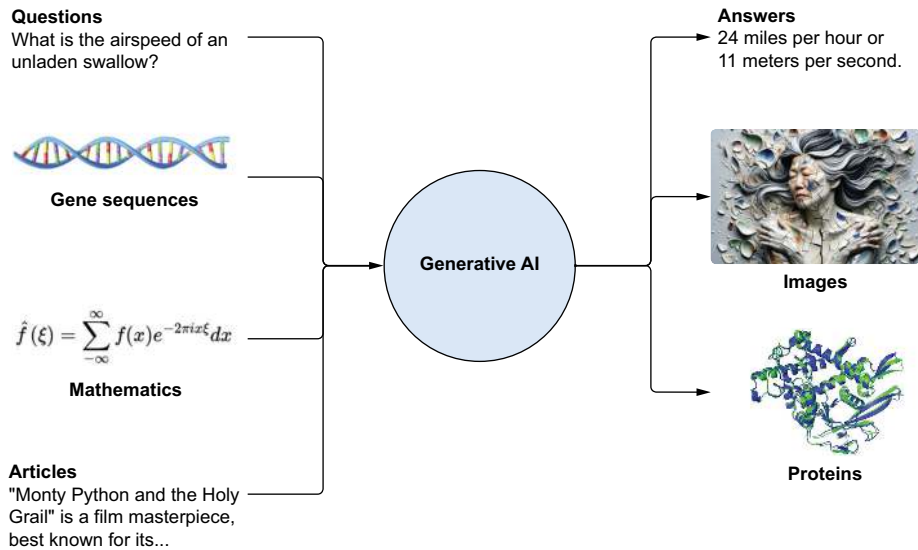 Questions
What is the airspeed of an
unladen swallow?
Gene sequences
f̂(ξ) = ∑_{-∞}^{∞} f(x)e^{-2πixξ}dx
Mathematics
Articles
"Monty Python and the Holy
Grail" is a film masterpiece,
best known for its...
Generative AI
Answers
24 miles per hour or
11 meters per second.
Images
Proteins